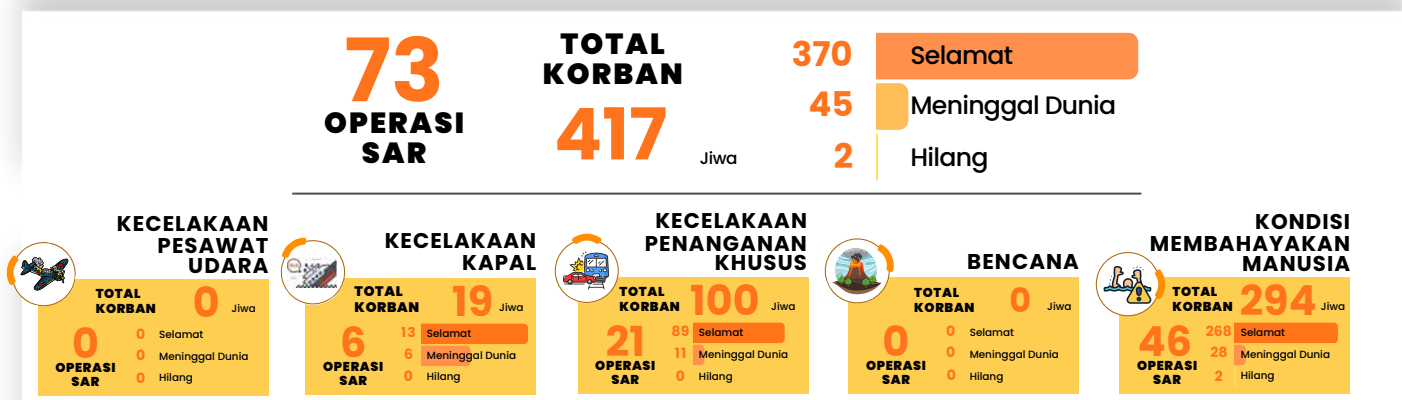 73
OPERASI
SAR
TOTAL
KORBAN
417
Jiwa
370 Selamat
45 Meninggal Dunia
2 Hilang
KECELAKAAN
PESAWAT
UDARA
TOTAL
KORBAN
0 Jiwa
0
OPERASI
SAR
0 Selamat
0 Meninggal Dunia
0 Hilang
KECELAKAAN
KAPAL
TOTAL
KORBAN
19 Jiwa
6
OPERASI
SAR
13 Selamat
6 Meninggal Dunia
0 Hilang
KECELAKAAN
PENANGANAN
KHUSUS
TOTAL
KORBAN
100 Jiwa
21
OPERASI
SAR
89 Selamat
11 Meninggal Dunia
0 Hilang
BENCANA
TOTAL
KORBAN
0 Jiwa
0
OPERASI
SAR
0 Selamat
0 Meninggal Dunia
0 Hilang
KONDISI
MEMBAHAYAKAN
MANUSIA
TOTAL
KORBAN
294 Jiwa
46
OPERASI
SAR
268 Selamat
28 Meninggal Dunia
2 Hilang